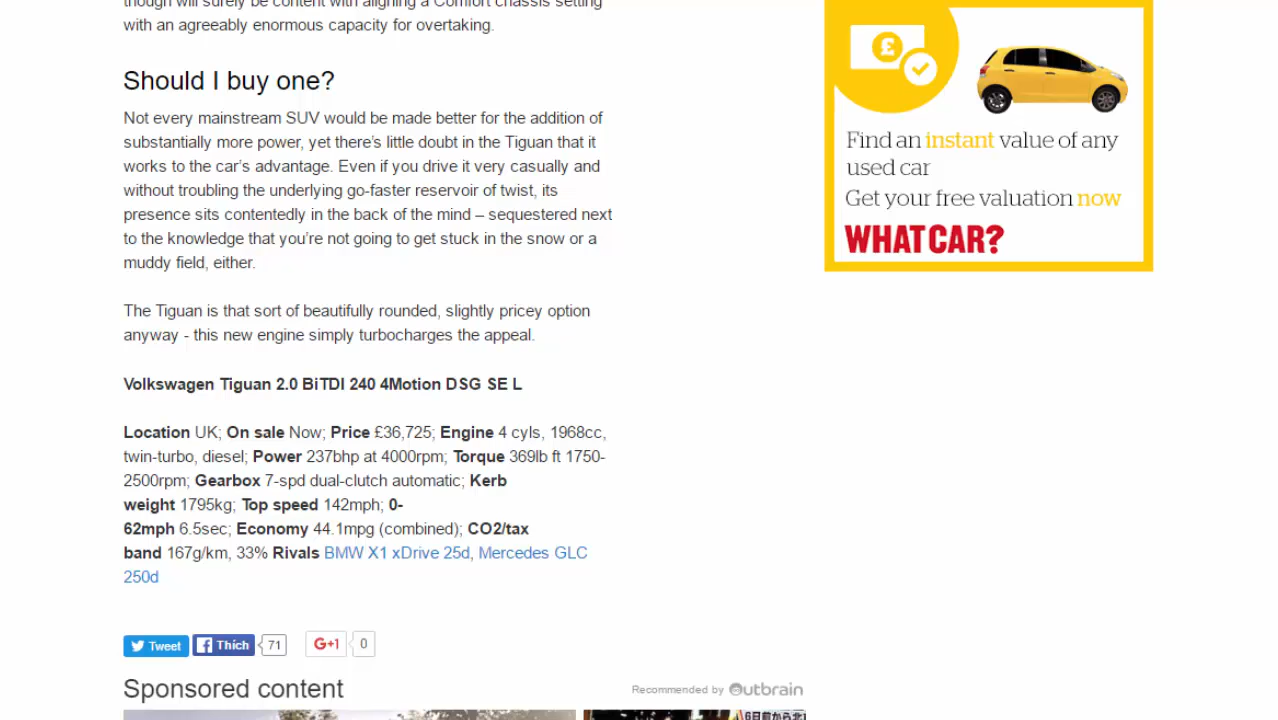 though will surely be content with aligning a Comfort chassis setting
with an agreeably enormous capacity for overtaking.
Should I buy one?
Not every mainstream SUV would be made better for the addition of
substantially more power, yet there’s little doubt in the Tiguan that it
works to the car’s advantage. Even if you drive it very casually and
without troubling the underlying go-faster reservoir of twist, its
presence sits contentedly in the back of the mind – sequestered next
to the knowledge that you’re not going to get stuck in the snow or a
muddy field, either.
The Tiguan is that sort of beautifully rounded, slightly pricey option
anyway - this new engine simply turbocharges the appeal.
Volkswagen Tiguan 2.0 BiTDI 240 4Motion DSG SE L
Location UK; On sale Now; Price £36,725; Engine 4 cyls, 1968cc,
twin-turbo, diesel; Power 237bhp at 4000rpm; Torque 369lb ft 1750-
2500rpm; Gearbox 7-spd dual-clutch automatic; Kerb
weight 1795kg; Top speed 142mph; 0-
62mph 6.5sec; Economy 44.1mpg (combined); CO2/tax
band 167g/km, 33% Rivals BMW X1 xDrive 25d, Mercedes GLC
250d
Tweet Thích 71 G+1 0
Sponsored content
Recommended by Outbrain
6日前から北
£
Find an instant value of any
used car
Get your free valuation now
WHAT CAR?